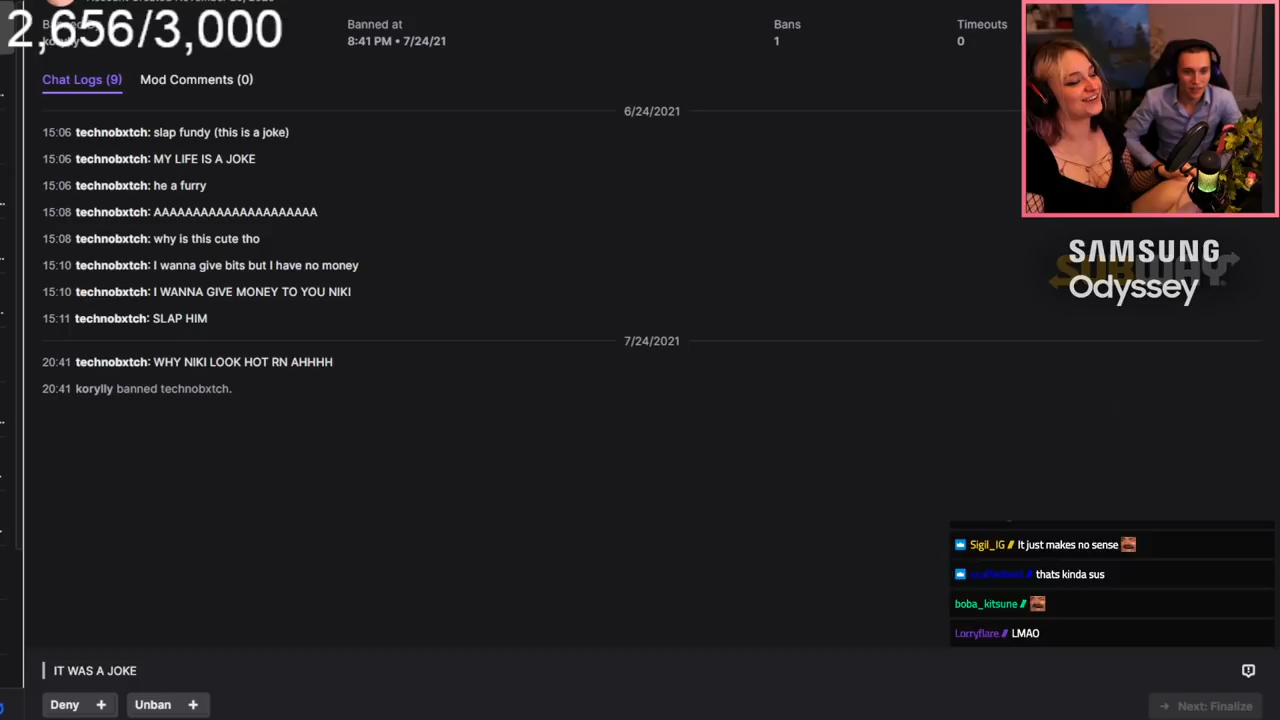 2,656/3,000
Banned at
Bans
Timeouts
8:41 PM • 7/24/21
1
0
Chat Logs (9)
Mod Comments (0)
6/24/2021
15:06 technobxtch: slap fundy (this is a joke)
15:06 technobxtch: MY LIFE IS A JOKE
15:06 technobxtch: he a furry
15:08 technobxtch: AAAAAAAAAAAAAAAAAAAAA
15:08 technobxtch: why is this cute tho
15:10 technobxtch: I wanna give bits but I have no money
15:10 technobxtch: I WANNA GIVE MONEY TO YOU NIKI
15:11 technobxtch: SLAP HIM
7/24/2021
20:41 technobxtch: WHY NIKI LOOK HOT RN AHHHH
20:41 korylly banned technobxtch.
SAMSUNG
SUBWAY
Odyssey
Sigil_IG // It just makes no sense
// thats kinda sus
boba_kitsune //
Lorryflare // LMAO
IT WAS A JOKE
Deny +
Unban +
→ Next: Finalize